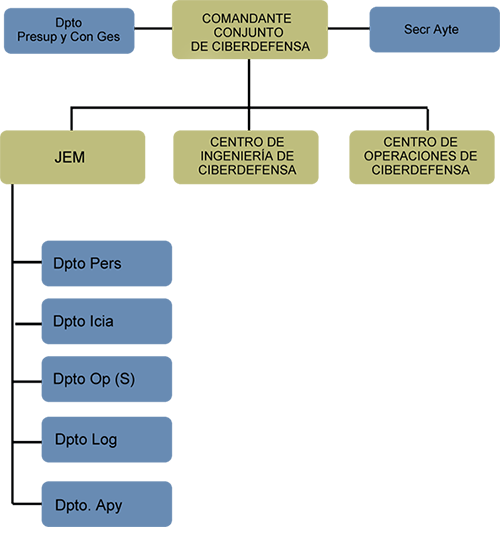 Dpto
Presup y Con Ges
COMANDANTE
CONJUNTO
DE CIBERDEFENSA
Secr Ayte
JEM
CENTRO DE
INGENIERÍA DE
CIBERDEFENSA
CENTRO DE
OPERACIONES DE
CIBERDEFENSA
Dpto Pers
Dpto Icia
Dpto Op (S)
Dpto Log
Dpto. Apy